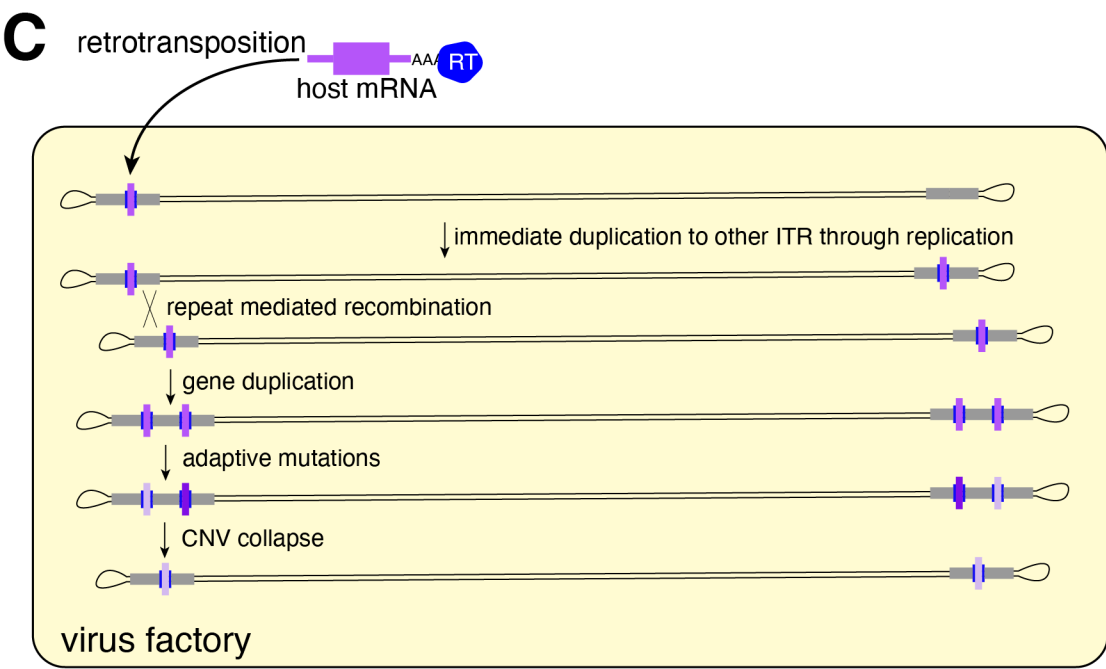 C
retrotransposition
AAA RT
host mRNA
immediate duplication to other ITR through replication
repeat mediated recombination
gene duplication
adaptive mutations
CNV collapse
virus factory